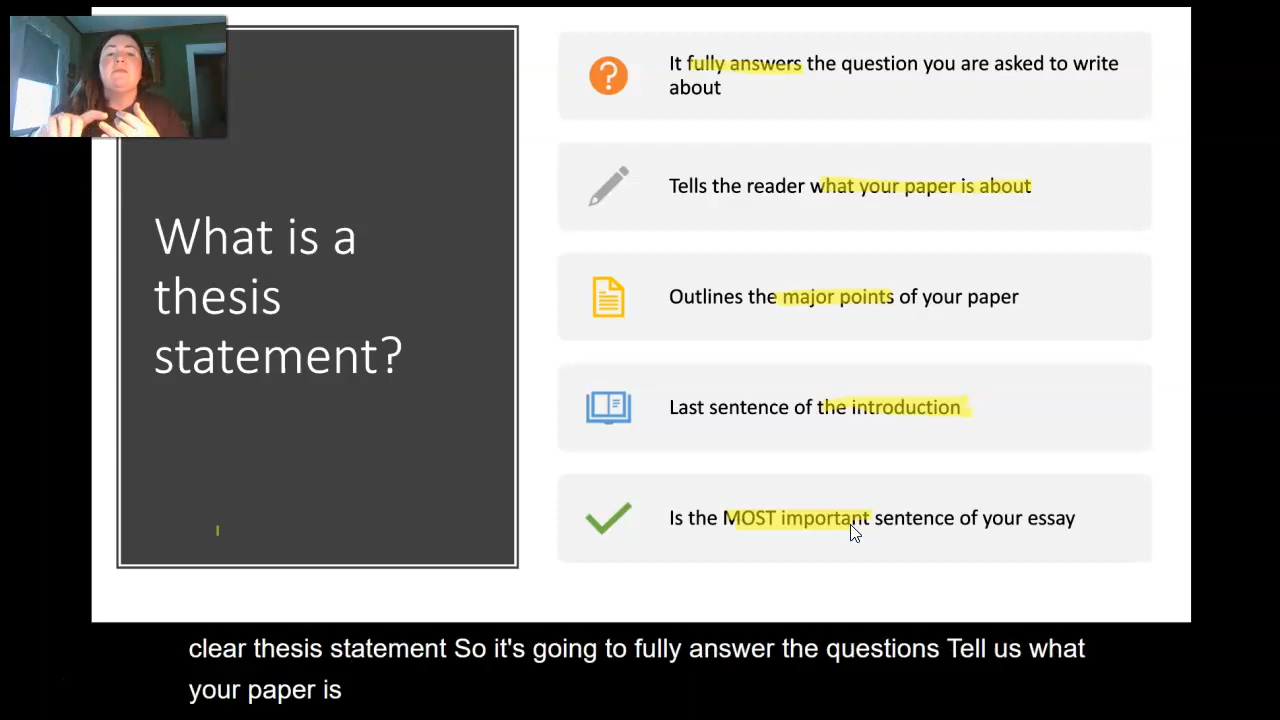 What is a
thesis
statement?
It fully answers the question you are asked to write
about
Tells the reader what your paper is about
Outlines the major points of your paper
Last sentence of the introduction
Is the MOST important sentence of your essay
clear thesis statement So it's going to fully answer the questions Tell us what
your paper is